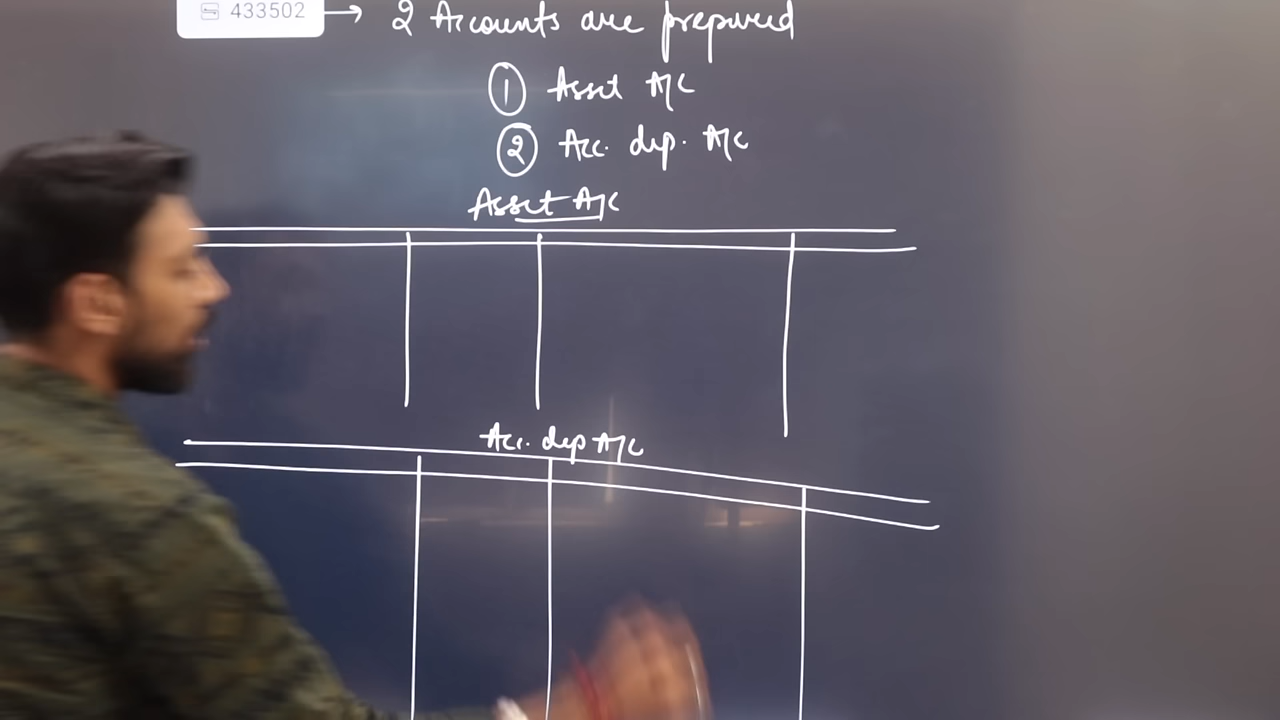 433502 → 2 Accounts are prepared
① Asset A/C
② Acc. dep. A/C
Asset A/C
Acc. dep A/C